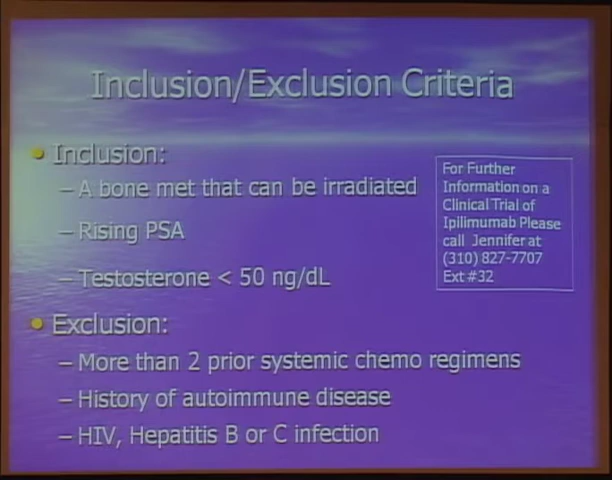 Inclusion/Exclusion Criteria
• Inclusion:
– A bone met that can be irradiated
– Rising PSA
– Testosterone < 50 ng/dL
For Further
Information on a
Clinical Trial of
Ipilimumab Please
call Jennifer at
(310) 827-7707
Ext #32
• Exclusion:
– More than 2 prior systemic chemo regimens
– History of autoimmune disease
– HIV, Hepatitis B or C infection